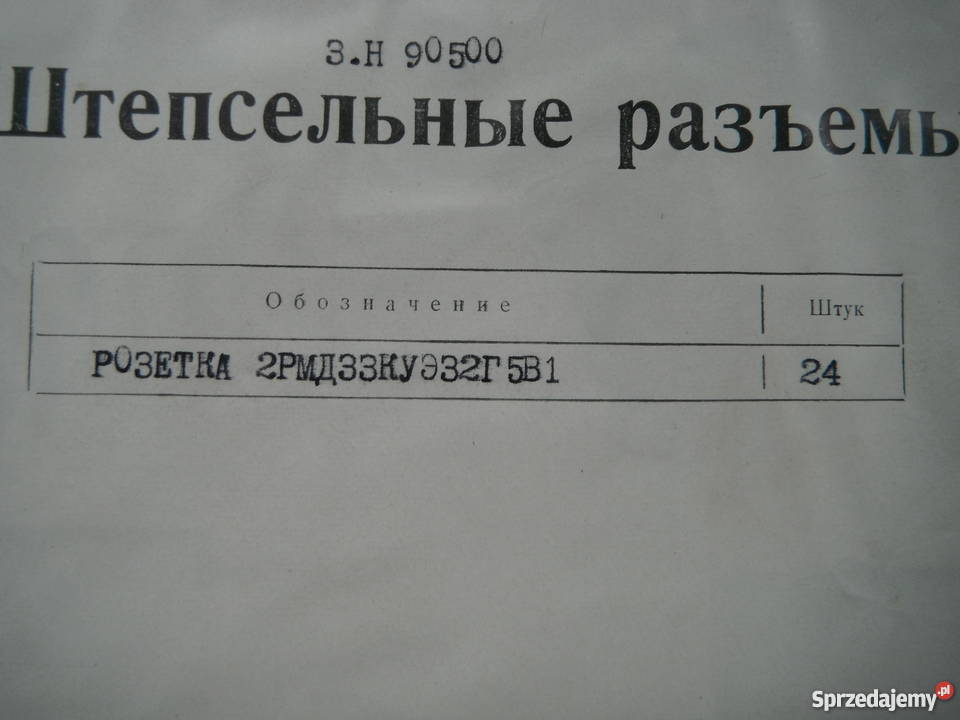 З.Н 90500
Штепсельные разъемы
Обозначение Штук
РОЗЕТКА 2РМД33КУЭ32Г5В1 24
Sprzedajemy.pl